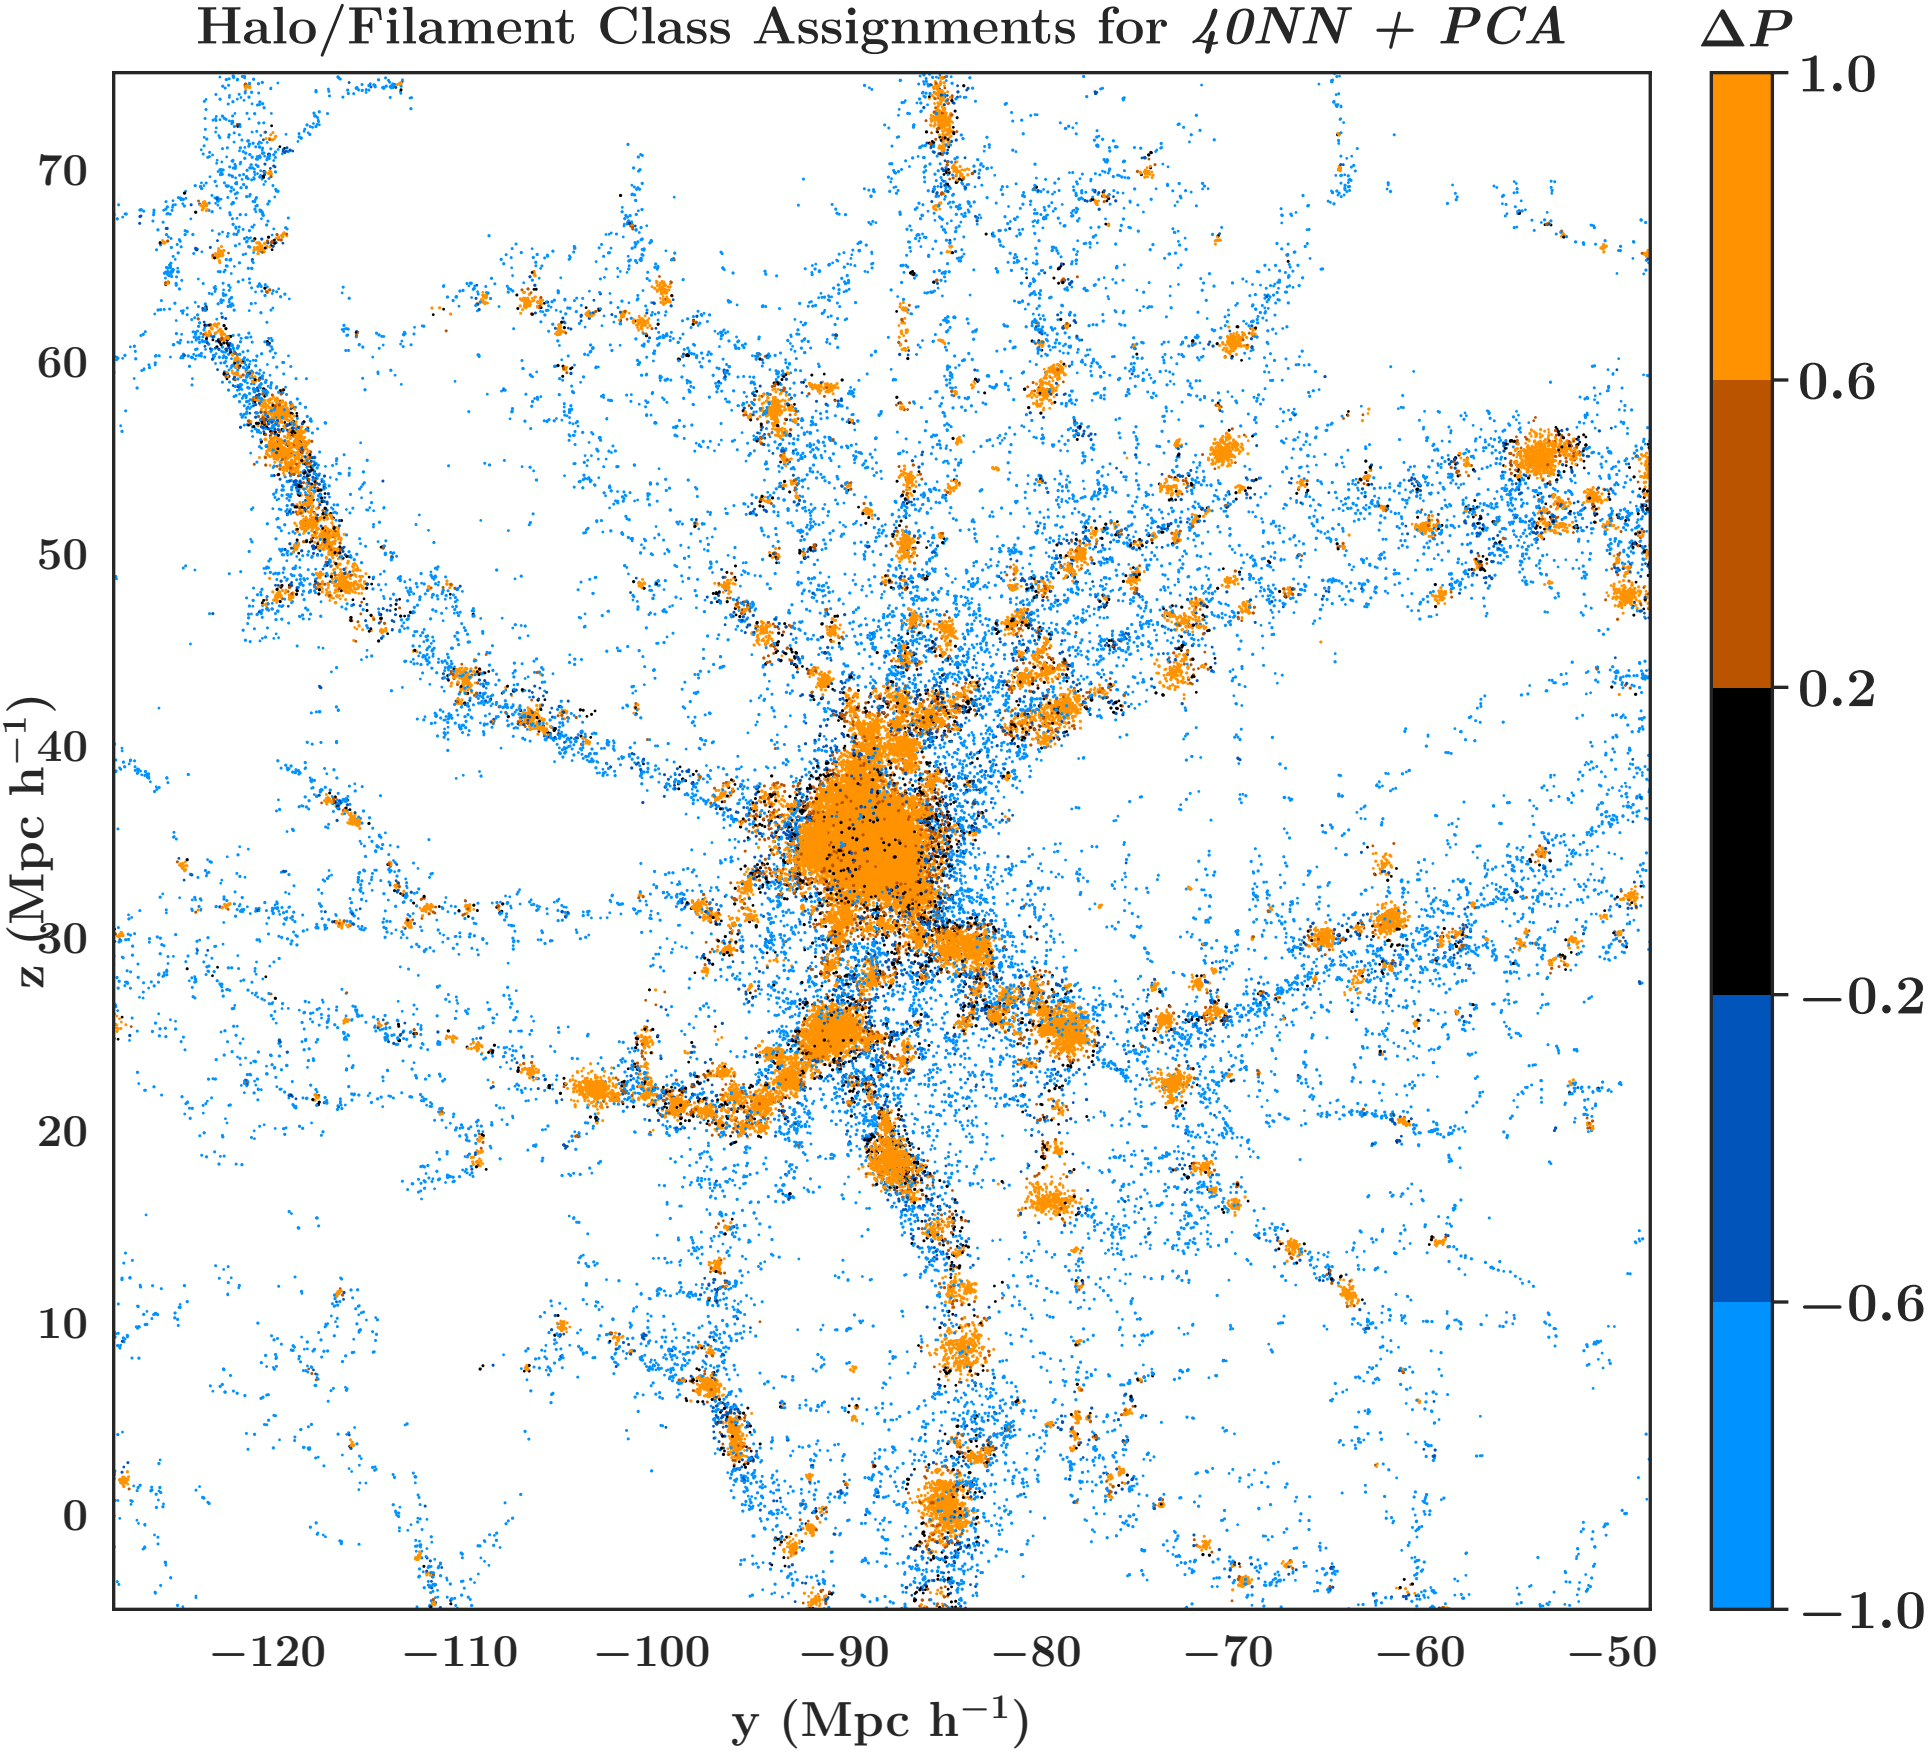 Halo/Filament Class Assignments for 40NN + PCA
ΔP
1.0
0.6
0.2
−0.2
−0.6
−1.0
z (Mpc h⁻¹)
70
60
50
40
30
20
10
0
−120 −110 −100 −90 −80 −70 −60 −50
y (Mpc h⁻¹)